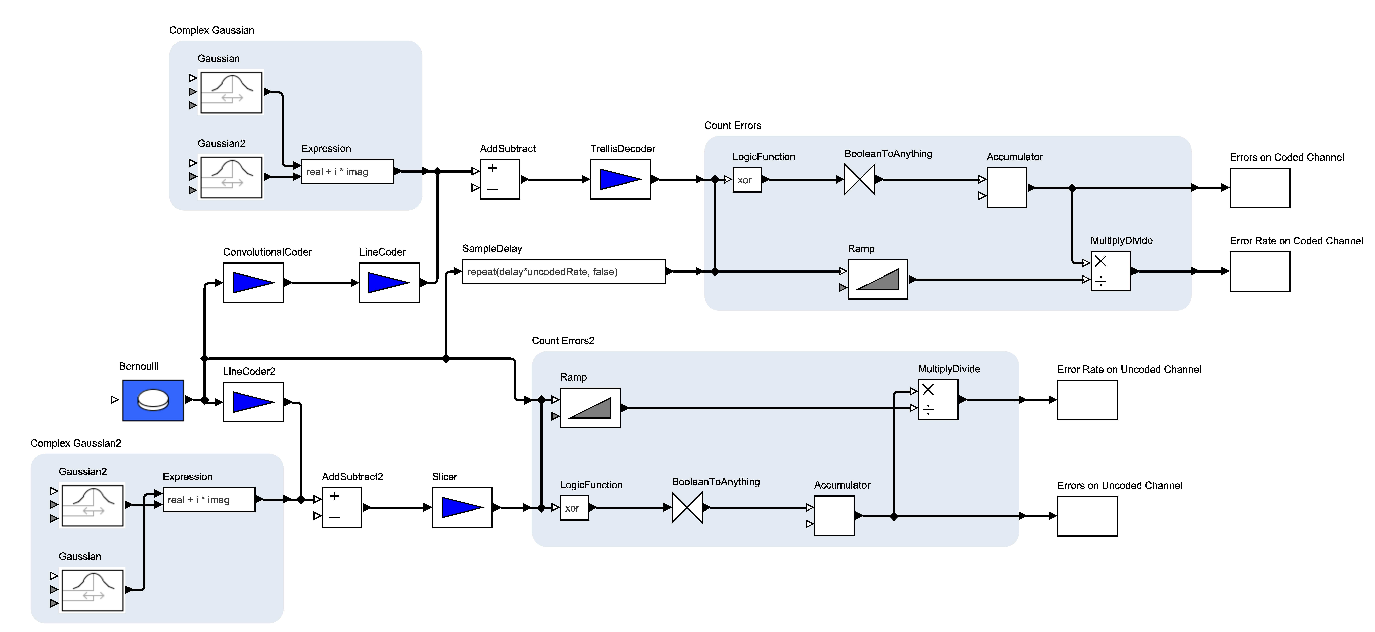 Complex Gaussian
Gaussian
Gaussian2
Expression
real + i * imag
AddSubtract
+
−
TrellisDecoder
Count Errors
LogicFunction
xor
BooleanToAnything
Accumulator
Errors on Coded Channel
ConvolutionalCoder
LineCoder
SampleDelay
repeat(delay*uncodedRate, false)
Ramp
MultiplyDivide
×
÷
Error Rate on Coded Channel
Bernoulli
LineCoder2
Count Errors2
Ramp
MultiplyDivide
×
÷
Error Rate on Uncoded Channel
Complex Gaussian2
Gaussian2
Expression
real + i * imag
Gaussian
AddSubtract2
+
−
Slicer
LogicFunction
xor
BooleanToAnything
Accumulator
Errors on Uncoded Channel